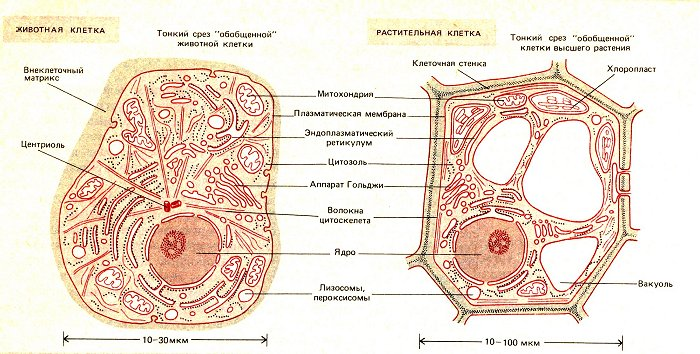 ЖИВОТНАЯ КЛЕТКА
Тонкий срез "обобщенной"
животной клетки
РАСТИТЕЛЬНАЯ КЛЕТКА
Тонкий срез "обобщенной"
клетки высшего растения
Внеклеточный
матрикс
Центриоль
Митохондрия
Плазматическая мембрана
Эндоплазматический
ретикулум
Цитозоль
Аппарат Гольджи
Волокна
цитоскелета
Ядро
Лизосомы,
пероксисомы
Клеточная стенка
Хлоропласт
Вакуоль
10–30мкм
10–100 мкм